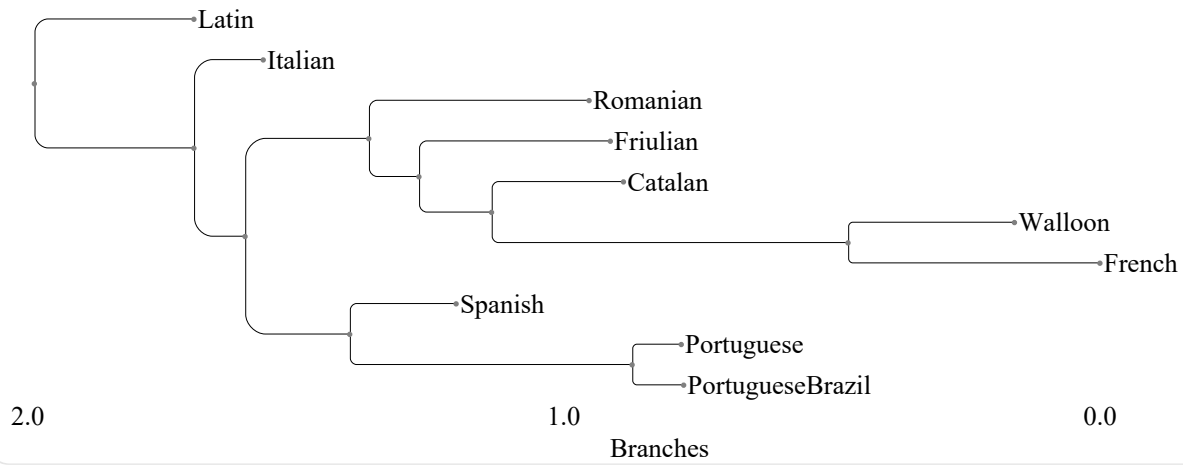 Latin
Italian
Romanian
Friulian
Catalan
Walloon
French
Spanish
Portuguese
PortugueseBrazil
2.0 1.0 0.0
Branches